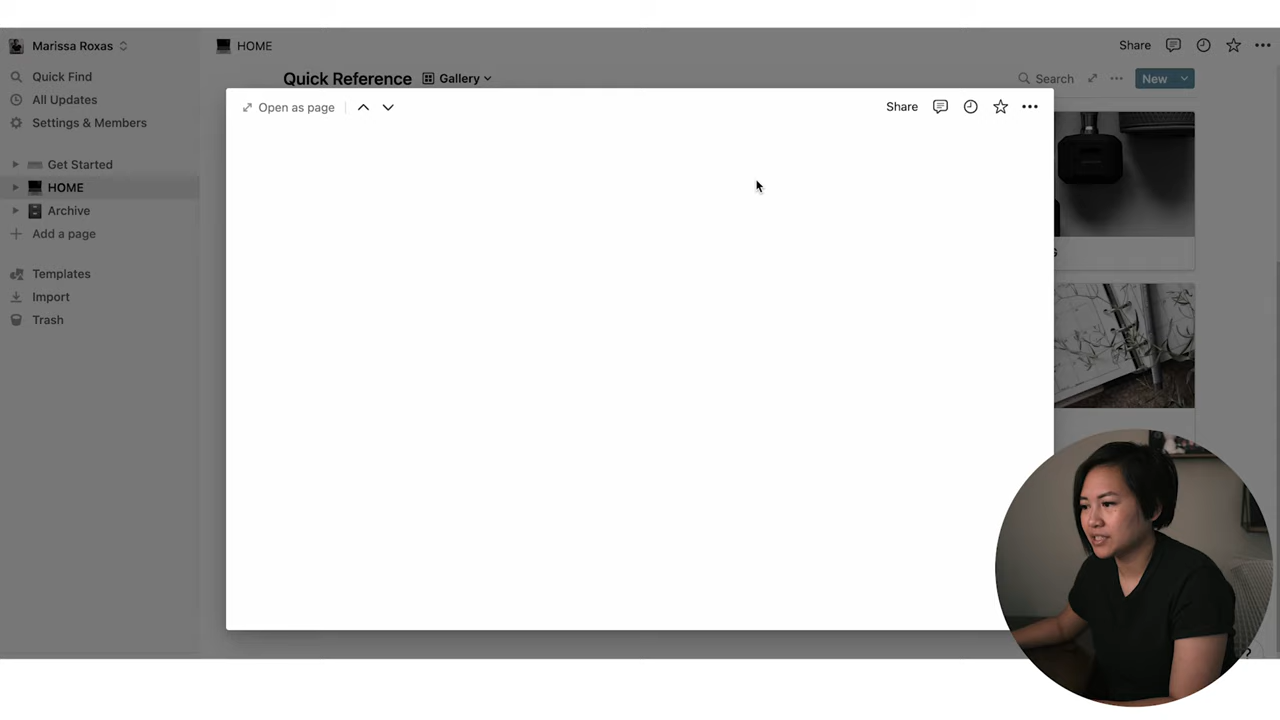 Marissa Roxas
HOME
Share
Quick Find
Quick Reference
Gallery
Search
New
All Updates
Open as page
Share
Settings & Members
Get Started
HOME
Archive
Add a page
Templates
Import
Trash
?